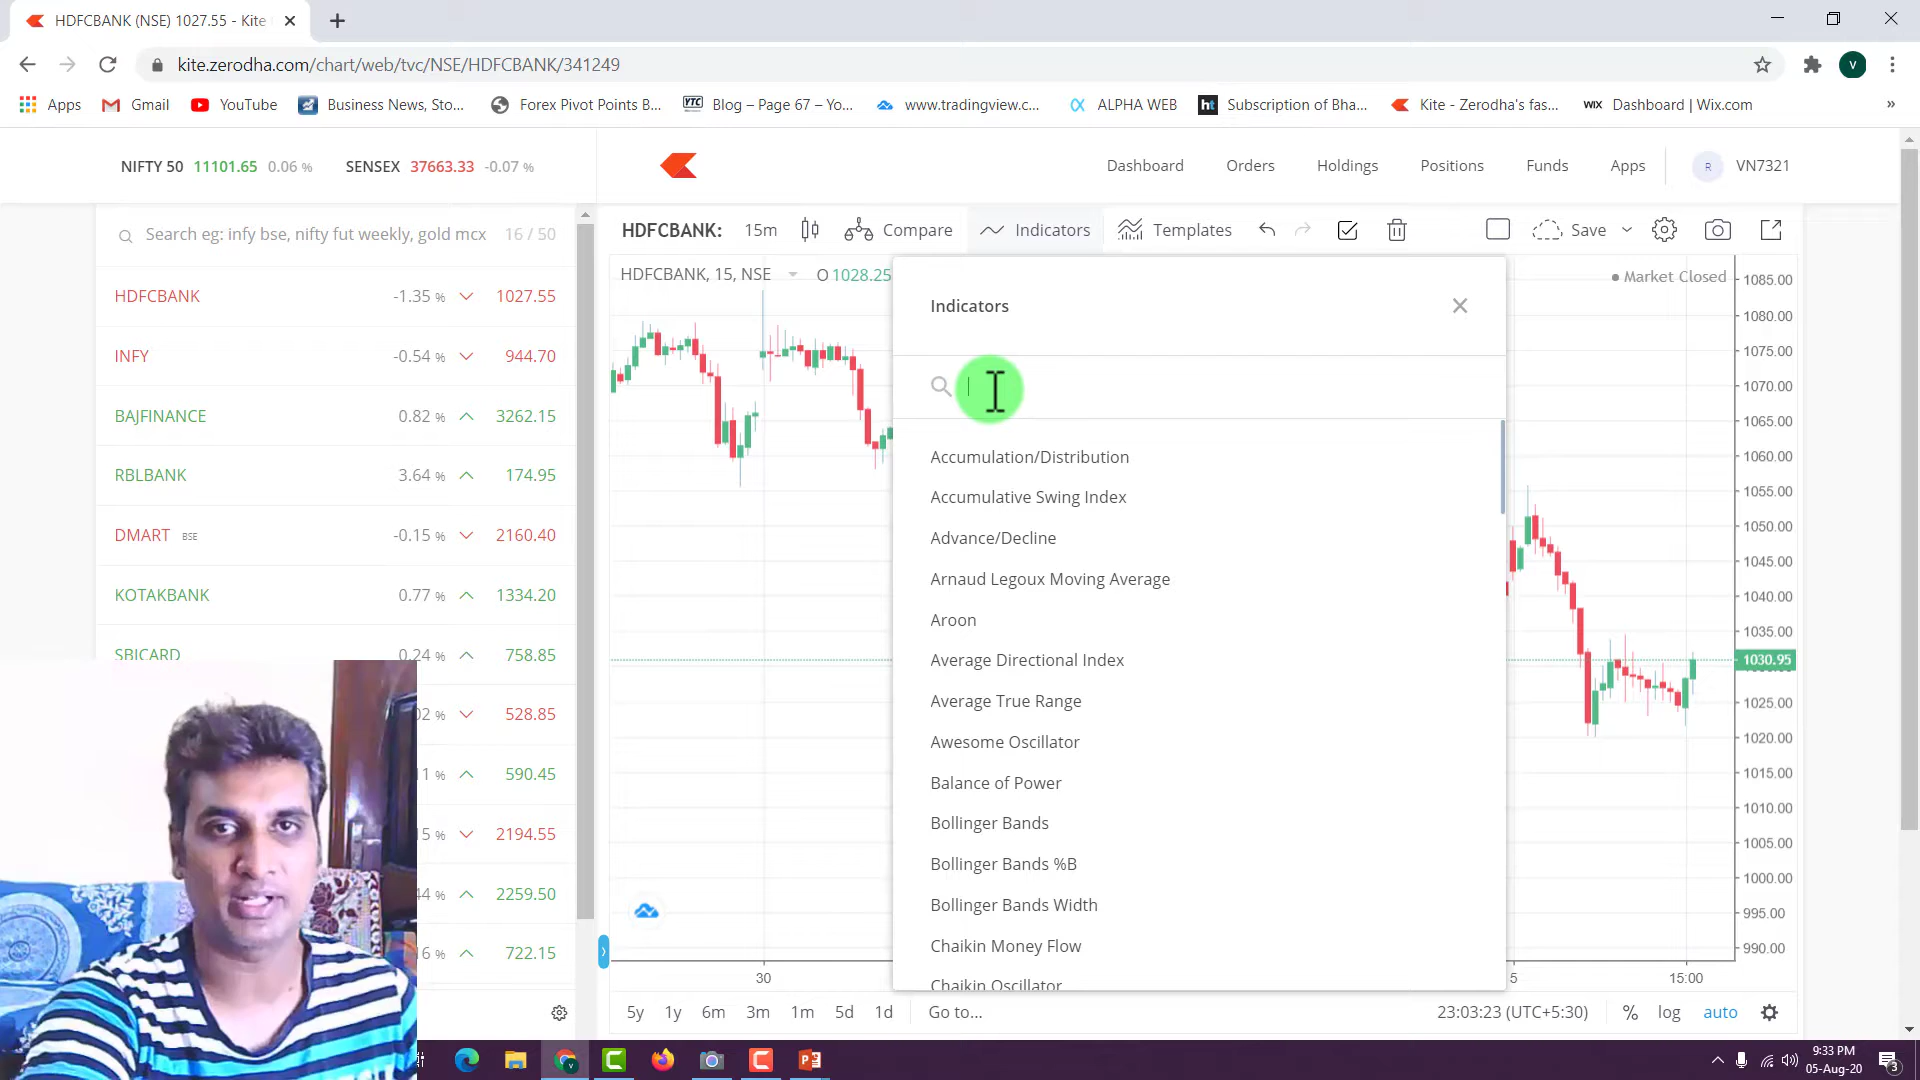 HDFCBANK (NSE) 1027.55 - Kite
kite.zerodha.com/chart/web/tvc/NSE/HDFCBANK/341249
V
Apps Gmail YouTube Business News, Sto... Forex Pivot Points B... YTC Blog – Page 67 – Yo... www.tradingview.c... ALPHA WEB ht Subscription of Bha... Kite - Zerodha's fas... WIX Dashboard | Wix.com »
NIFTY 50 11101.65 0.06 % SENSEX 37663.33 -0.07 %
Dashboard Orders Holdings Positions Funds Apps R VN7321
Search eg: infy bse, nifty fut weekly, gold mcx 16 / 50
HDFCBANK -1.35 % 1027.55
INFY -0.54 % 944.70
BAJFINANCE 0.82 % 3262.15
RBLBANK 3.64 % 174.95
DMART BSE -0.15 % 2160.40
KOTAKBANK 0.77 % 1334.20
SBICARD 0.24 % 758.85
02 % 528.85
11 % 590.45
15 % 2194.55
44 % 2259.50
16 % 722.15
HDFCBANK: 15m Compare Indicators Templates Save
HDFCBANK, 15, NSE O 1028.25
Market Closed
Indicators
Accumulation/Distribution
Accumulative Swing Index
Advance/Decline
Arnaud Legoux Moving Average
Aroon
Average Directional Index
Average True Range
Awesome Oscillator
Balance of Power
Bollinger Bands
Bollinger Bands %B
Bollinger Bands Width
Chaikin Money Flow
Chaikin Oscillator
1085.00
1080.00
1075.00
1070.00
1065.00
1060.00
1055.00
1050.00
1045.00
1040.00
1035.00
1030.95
1025.00
1020.00
1015.00
1010.00
1005.00
1000.00
995.00
990.00
30 5 15:00
5y 1y 6m 3m 1m 5d 1d Go to... 23:03:23 (UTC+5:30) % log auto
9:33 PM
05-Aug-20
3